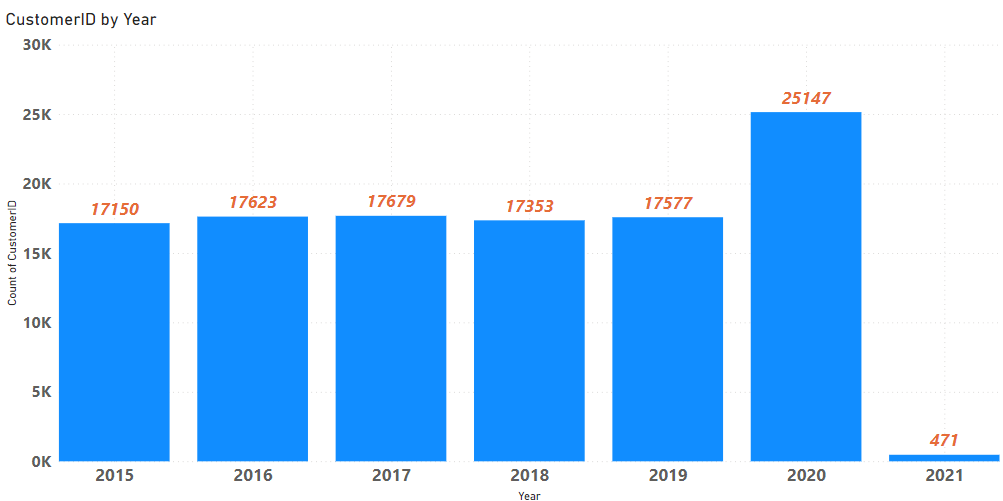 CustomerID by Year
30K
25K
20K
15K
10K
5K
0K
Count of CustomerID
17150
17623
17679
17353
17577
25147
471
2015
2016
2017
2018
2019
2020
2021
Year